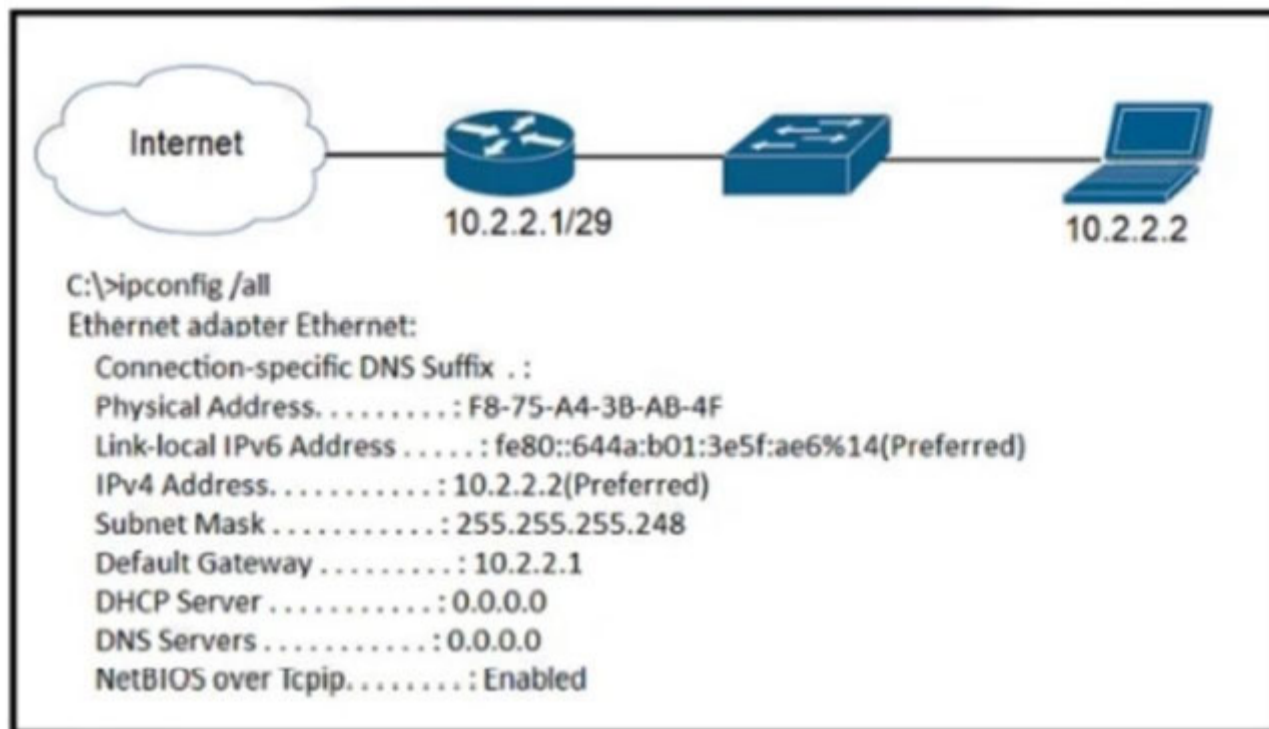 Internet
10.2.2.1/29
10.2.2.2
C:\>ipconfig /all
Ethernet adapter Ethernet:
Connection-specific DNS Suffix . :
Physical Address. . . . . . . . . : F8-75-A4-3B-AB-4F
Link-local IPv6 Address . . . . . : fe80::644a:b01:3e5f:ae6%14(Preferred)
IPv4 Address. . . . . . . . . . . : 10.2.2.2(Preferred)
Subnet Mask . . . . . . . . . . . : 255.255.255.248
Default Gateway . . . . . . . . . : 10.2.2.1
DHCP Server . . . . . . . . . . . : 0.0.0.0
DNS Servers . . . . . . . . . . . : 0.0.0.0
NetBIOS over Tcpip. . . . . . . . : Enabled